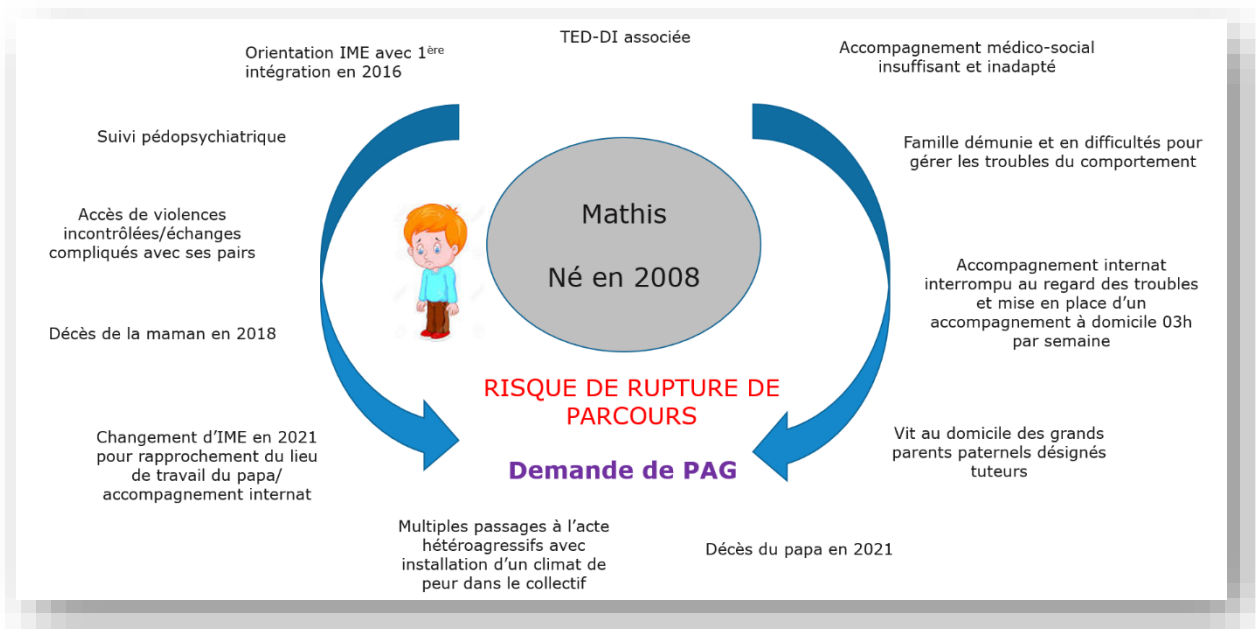 TED-DI associée
Orientation IME avec 1ère
intégration en 2016
Suivi pédopsychiatrique
Accès de violences
incontrôlées/échanges
compliqués avec ses pairs
Décès de la maman en 2018
Changement d’IME en 2021
pour rapprochement du lieu
de travail du papa/
accompagnement internat
Multiples passages à l’acte
hétéroagressifs avec
installation d’un climat de
peur dans le collectif
Décès du papa en 2021
Vit au domicile des grands
parents paternels désignés
tuteurs
Accompagnement internat
interrompu au regard des troubles
et mise en place d’un
accompagnement à domicile 03h
par semaine
Famille démunie et en difficultés pour
gérer les troubles du comportement
Accompagnement médico-social
insuffisant et inadapté
Mathis
Né en 2008
RISQUE DE RUPTURE DE
PARCOURS
Demande de PAG